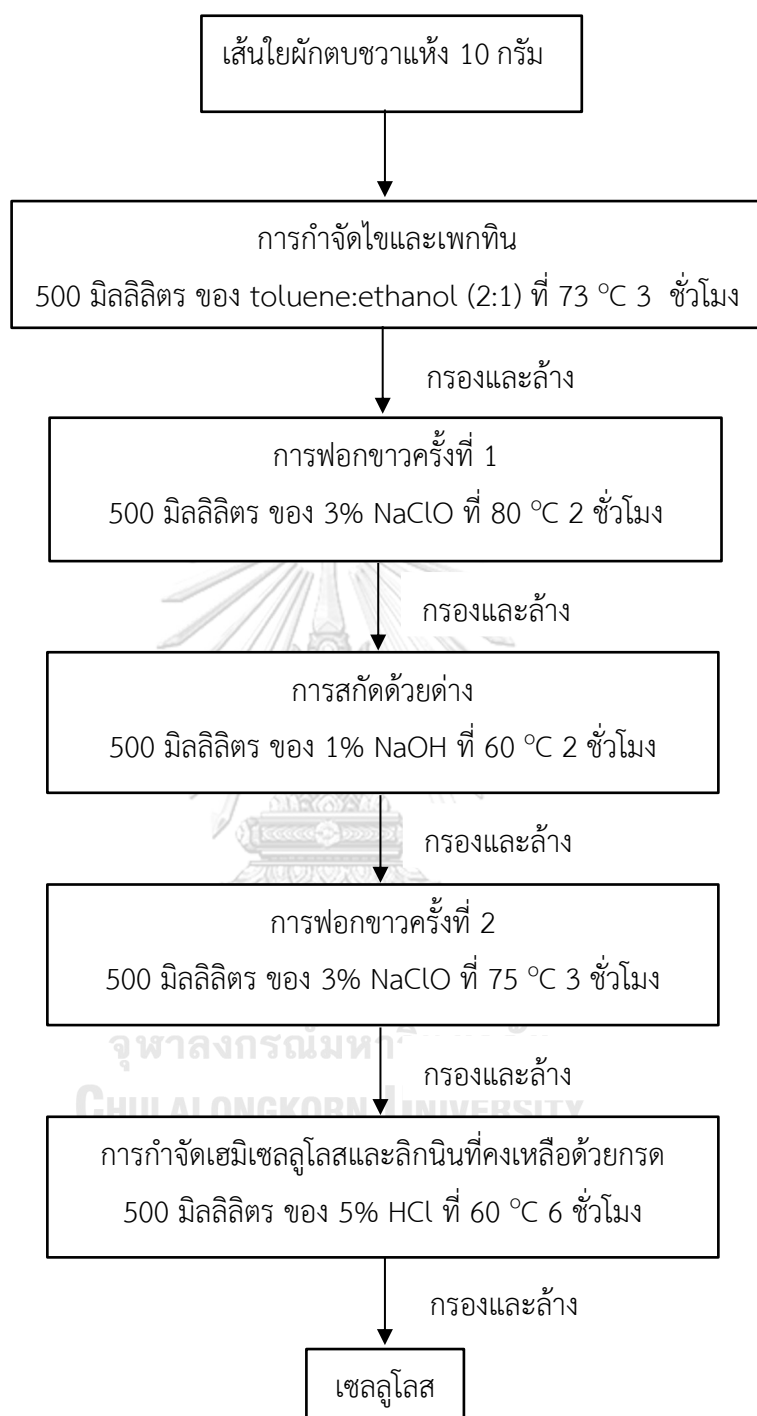 เส้นใยผักตบชวาแห้ง 10 กรัม
การกำจัดไขและเพกทิน
500 มิลลิลิตร ของ toluene:ethanol (2:1) ที่ 73 °C 3 ชั่วโมง
กรองและล้าง
การฟอกขาวครั้งที่ 1
500 มิลลิลิตร ของ 3% NaClO ที่ 80 °C 2 ชั่วโมง
กรองและล้าง
การสกัดด้วยด่าง
500 มิลลิลิตร ของ 1% NaOH ที่ 60 °C 2 ชั่วโมง
กรองและล้าง
การฟอกขาวครั้งที่ 2
500 มิลลิลิตร ของ 3% NaClO ที่ 75 °C 3 ชั่วโมง
จุฬาลงกรณ์มหา
กรองและล้าง
CHULALONGKORN UNIVERSITY
การกำจัดเฮมิเซลลูโลสและลิกนินที่คงเหลือด้วยกรด
500 มิลลิลิตร ของ 5% HCl ที่ 60 °C 6 ชั่วโมง
กรองและล้าง
เซลลูโลส